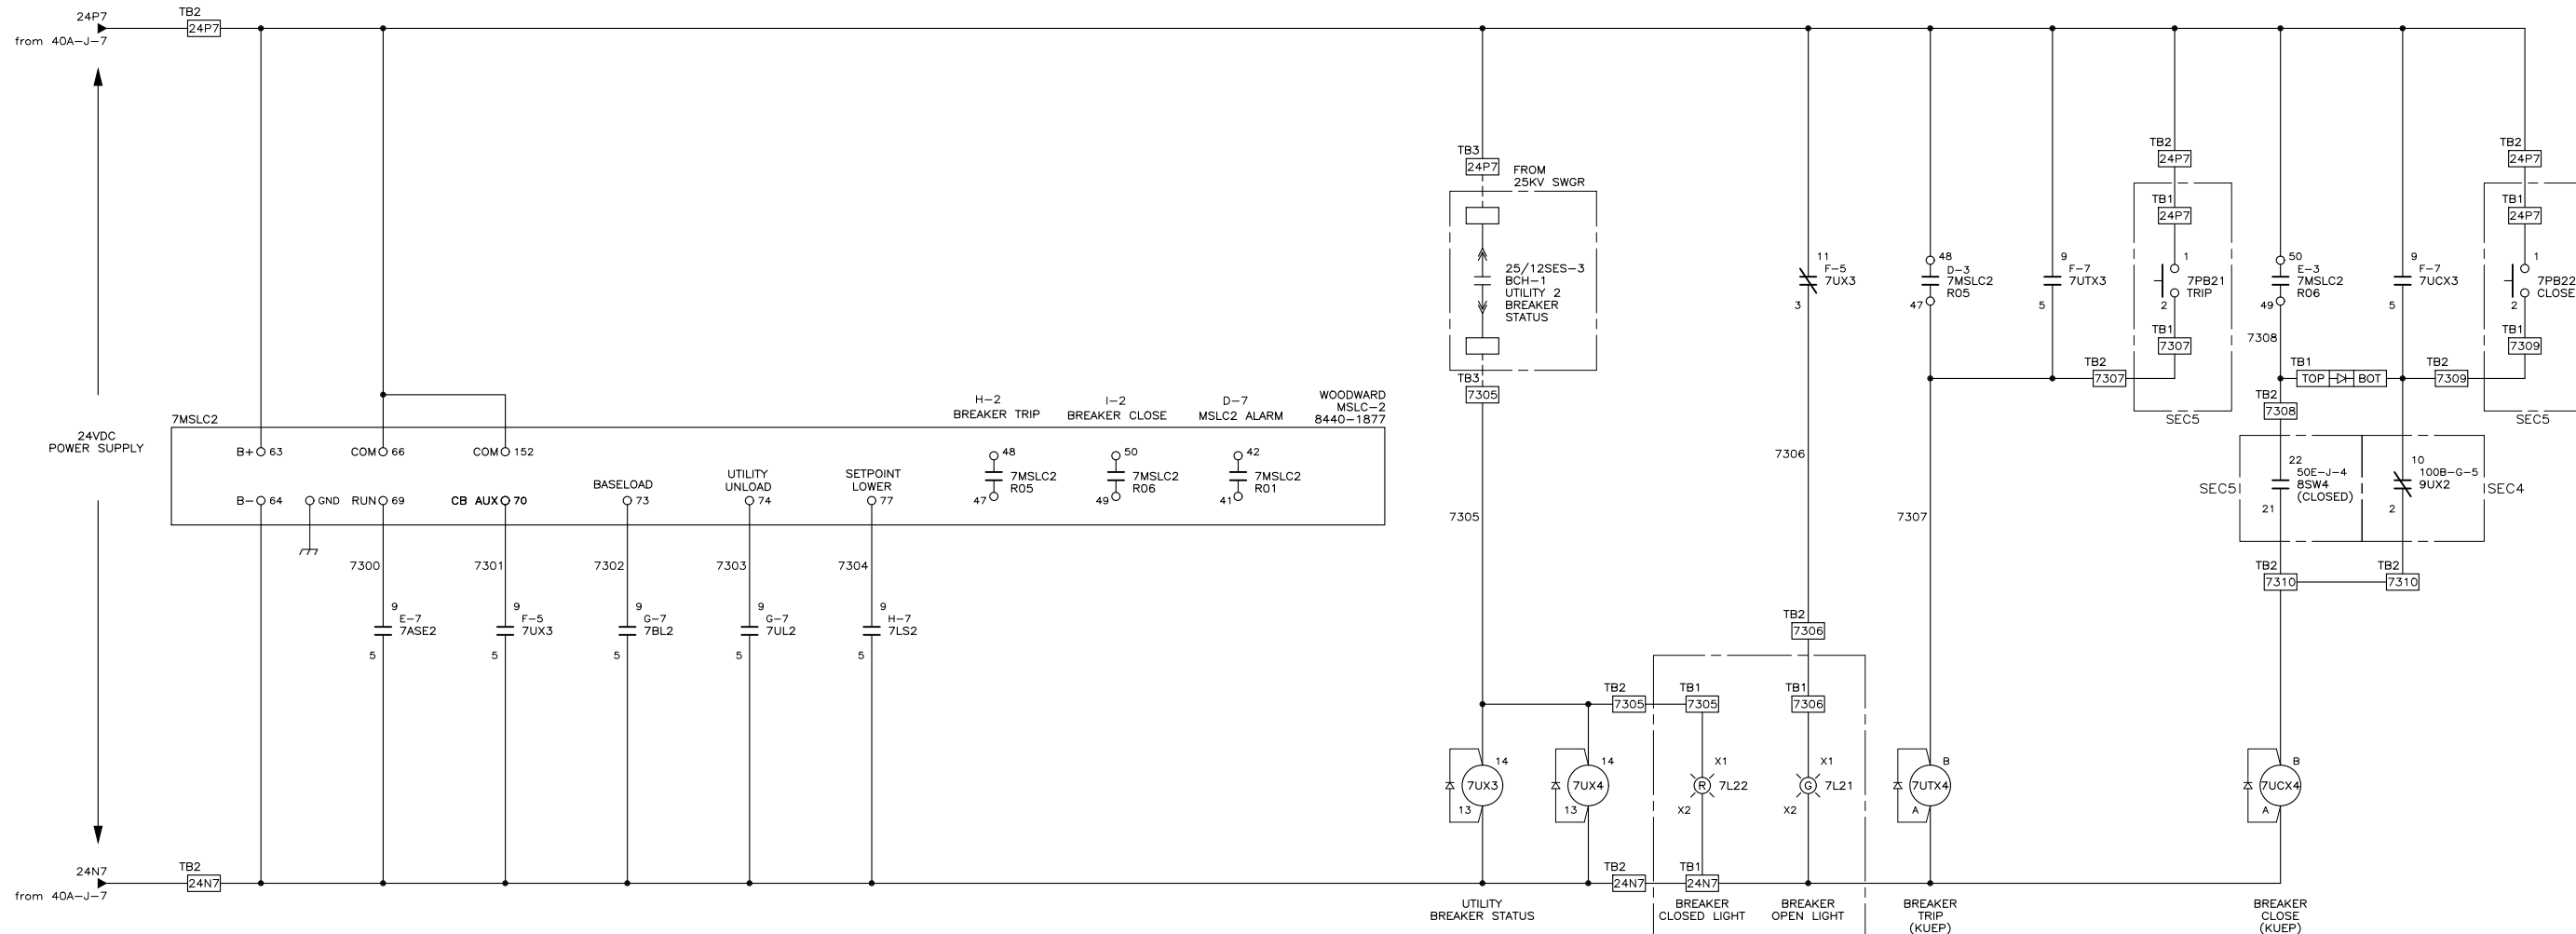 24P7
from 40A-J-7
TB2
24P7
24VDC
POWER SUPPLY
24N7
from 40A-J-7
TB2
24N7
7MSLC2
WOODWARD
MSLC-2
8440-1877
B+ 63
COM 66
COM 152
B- 64
GND
RUN 69
CB AUX 70
BASELOAD
73
UTILITY
UNLOAD
74
SETPOINT
LOWER
77
H-2
BREAKER TRIP
48
7MSLC2
R05
47
I-2
BREAKER CLOSE
50
7MSLC2
R06
49
D-7
MSLC2 ALARM
42
7MSLC2
R01
41
7300
9
E-7
7ASE2
5
7301
9
F-5
7UX3
5
7302
9
G-7
7BL2
5
7303
9
G-7
7UL2
5
7304
9
H-7
7LS2
5
TB3
24P7
FROM
25KV SWGR
25/12SES-3
BCH-1
UTILITY 2
BREAKER
STATUS
TB3
7305
7305
14
7UX3
13
14
7UX4
13
UTILITY
BREAKER STATUS
TB2
7305
TB1
7305
X1
R
7L22
X2
TB2
24N7
TB1
24N7
BREAKER
CLOSED LIGHT
11
F-5
7UX3
3
7306
TB2
7306
TB1
7306
X1
G
7L21
X2
BREAKER
OPEN LIGHT
48
D-3
7MSLC2
R05
47
7307
B
7UTX4
A
BREAKER
TRIP
(KUEP)
9
F-7
7UTX3
5
TB2
7307
TB2
24P7
TB1
24P7
1
7PB21
TRIP
2
TB1
7307
SEC5
50
E-3
7MSLC2
R06
49
7308
TB1
TOP
BOT
TB2
7308
9
F-7
7UCX3
5
TB2
7309
TB2
24P7
TB1
24P7
1
7PB22
CLOSE
2
TB1
7309
SEC5
SEC5
22
50E-J-4
8SW4
(CLOSED)
21
10
100B-G-5
9UX2
2
SEC4
TB2
7310
TB2
7310
B
7UCX4
A
BREAKER
CLOSE
(KUEP)